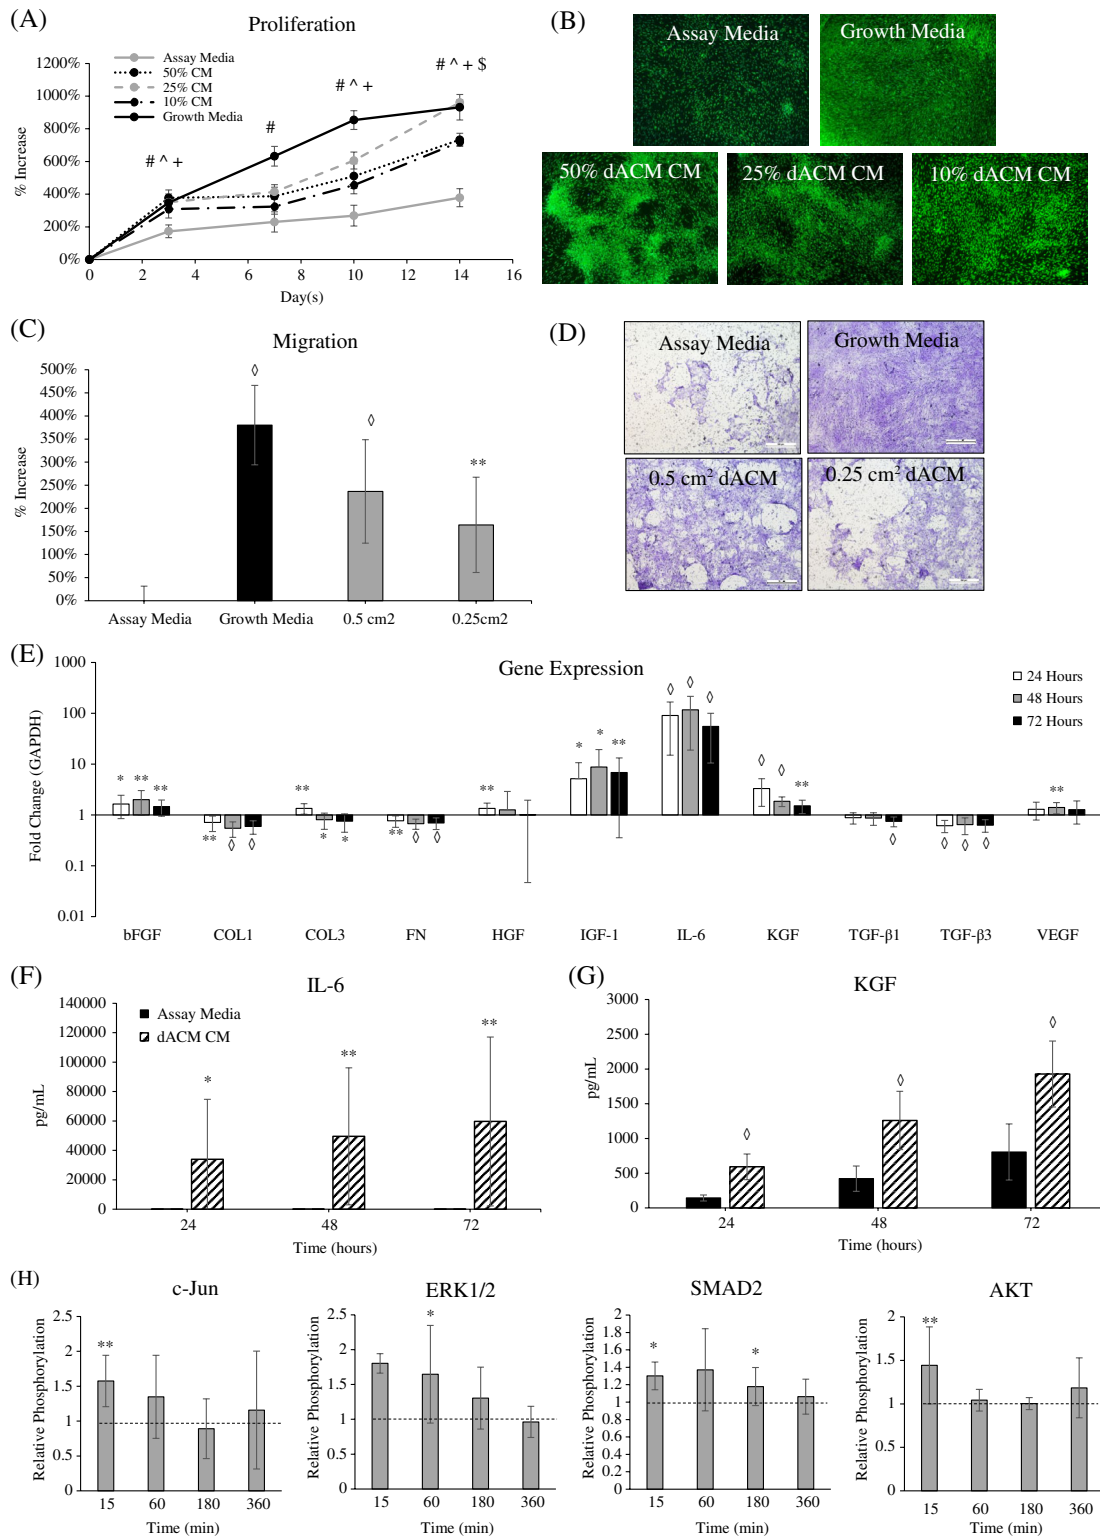 (A)
Proliferation
Assay Media
50% CM
25% CM
10% CM
Growth Media
1200%
1000%
800%
600%
400%
200%
0%
% Increase
# ^ +
#
# ^ +
# ^ + $
0 2 4 6 8 10 12 14 16
Day(s)
(B)
Assay Media
Growth Media
50% dACM CM
25% dACM CM
10% dACM CM
(C)
Migration
500%
450%
400%
350%
300%
250%
200%
150%
100%
50%
0%
% Increase
◊
◊
**
Assay Media Growth Media 0.5 cm2 0.25cm2
(D)
Assay Media
Growth Media
0.5 cm² dACM
0.25 cm² dACM
(E)
Gene Expression
24 Hours
48 Hours
72 Hours
1000
100
10
1
0.1
0.01
Fold Change (GAPDH)
* ** **
** ◊ ◊
** * *
** ◊ ◊
**
* * **
◊ ◊ ◊
◊ ◊ **
◊
◊ ◊ ◊
**
bFGF COL1 COL3 FN HGF IGF-1 IL-6 KGF TGF-β1 TGF-β3 VEGF
(F)
IL-6
Assay Media
dACM CM
140000
120000
100000
80000
60000
40000
20000
0
pg/mL
* ** **
24 48 72
Time (hours)
(G)
KGF
3000
2500
2000
1500
1000
500
0
pg/mL
◊ ◊ ◊
24 48 72
Time (hours)
(H)
c-Jun
2.5
2
1.5
1
0.5
0
Relative Phosphorylation
**
15 60 180 360
Time (min)
ERK1/2
2.5
2
1.5
1
0.5
0
Relative Phosphorylation
*
15 60 180 360
Time (min)
SMAD2
2
1.8
1.6
1.4
1.2
1
0.8
0.6
0.4
0.2
0
Relative Phosphorylation
* *
15 60 180 360
Time (min)
AKT
2
1.5
1
0.5
0
Relative Phosphorylation
**
15 60 180 360
Time (min)